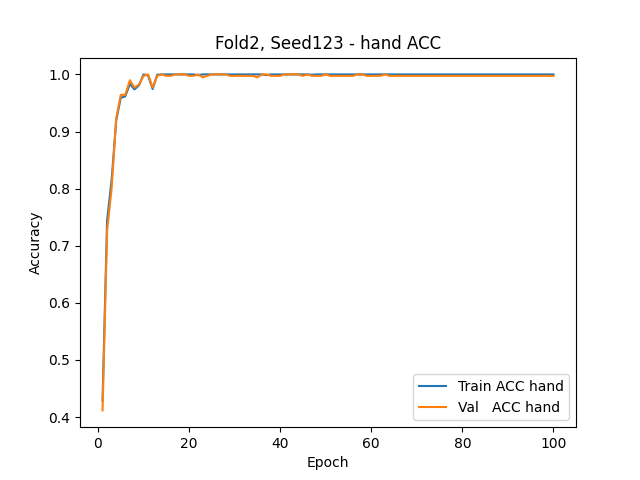 Fold2, Seed123 - hand ACC
1.0
0.9
0.8
0.7
0.6
0.5
0.4
Accuracy
0 20 40 60 80 100
Epoch
Train ACC hand
Val   ACC hand